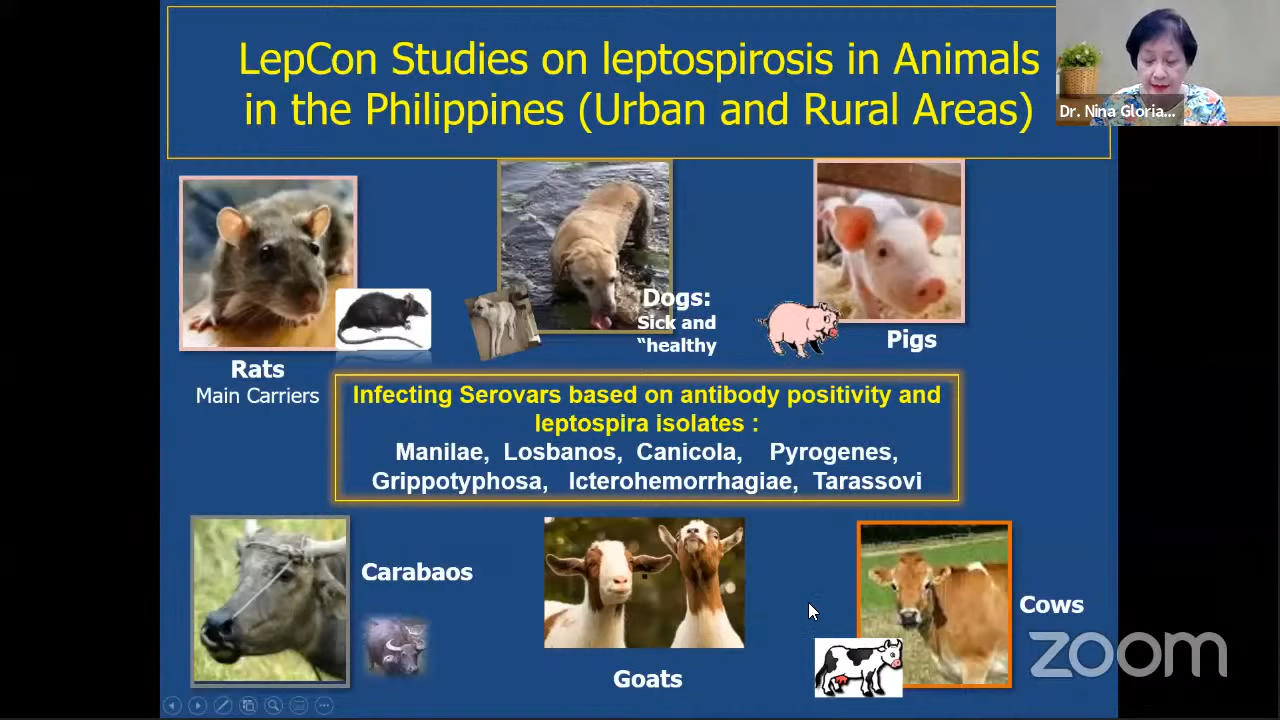 LepCon Studies on leptospirosis in Animals
in the Philippines (Urban and Rural Areas)
Dr. Nina Gloria...
Dogs:
Sick and
“healthy
Pigs
Rats
Main Carriers
Infecting Serovars based on antibody positivity and
leptospira isolates :
Manilae, Losbanos, Canicola, Pyrogenes,
Grippotyphosa, Icterohemorrhagiae, Tarassovi
Carabaos
Goats
Cows
zoom